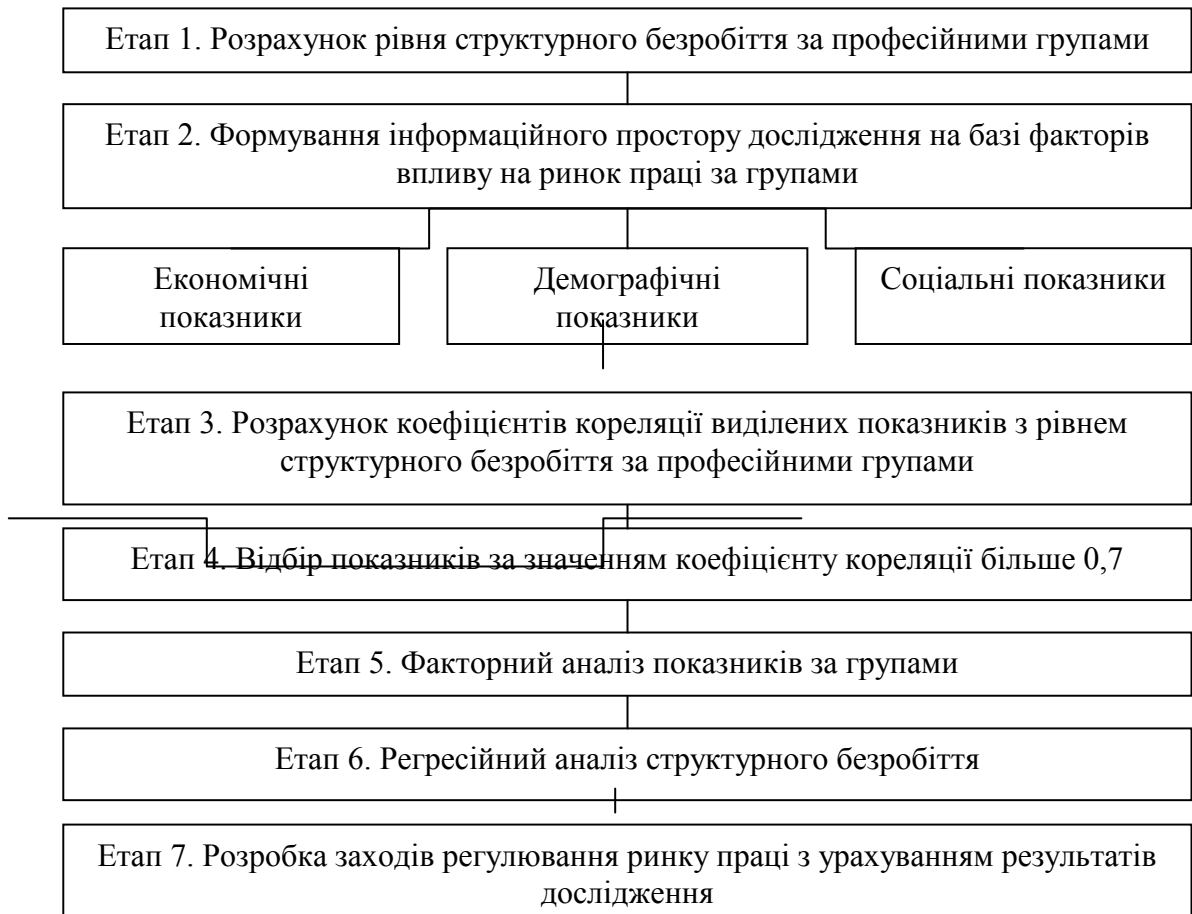 Етап 1. Розрахунок рівня структурного безробіття за професійними групами
Етап 2. Формування інформаційного простору дослідження на базі факторів
впливу на ринок праці за групами
Економічні
показники
Демографічні
показники
Соціальні показники
Етап 3. Розрахунок коефіцієнтів кореляції виділених показників з рівнем
структурного безробіття за професійними групами
Етап 4. Відбір показників за значенням коефіцієнту кореляції більше 0,7
Етап 5. Факторний аналіз показників за групами
Етап 6. Регресійний аналіз структурного безробіття
Етап 7. Розробка заходів регулювання ринку праці з урахуванням результатів
дослідження